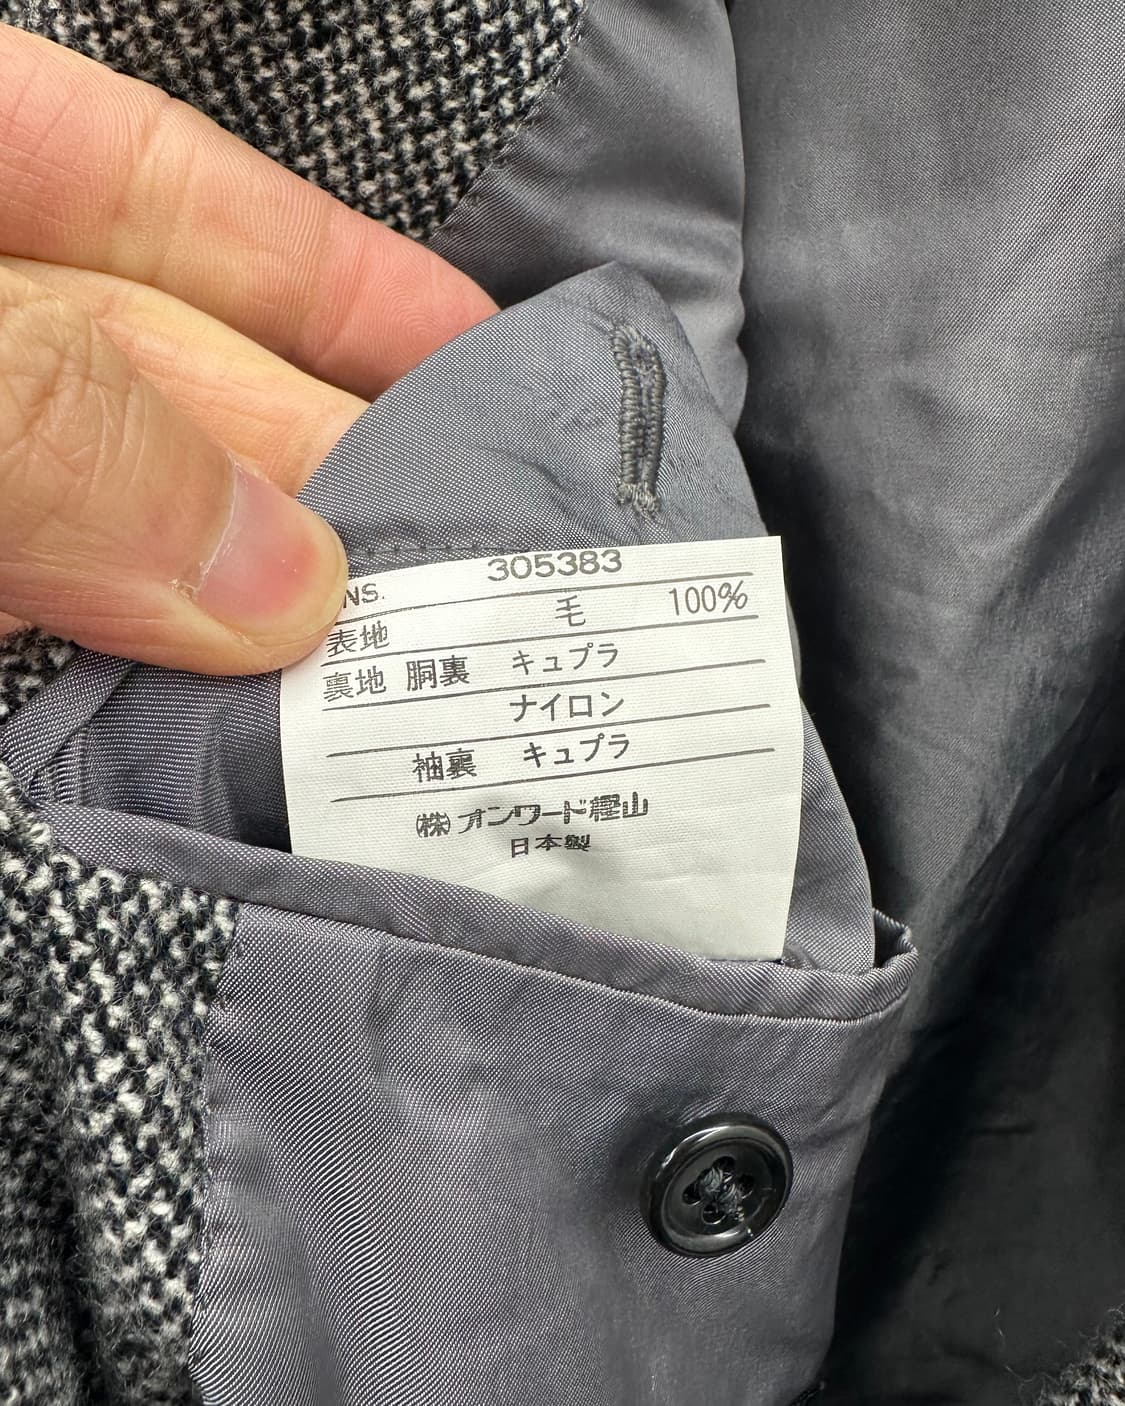 305383
NS.
表地 毛 100%
裏地 胴裏 キュプラ
ナイロン
袖裏 キュプラ
㈱オンワード樫山
日本製